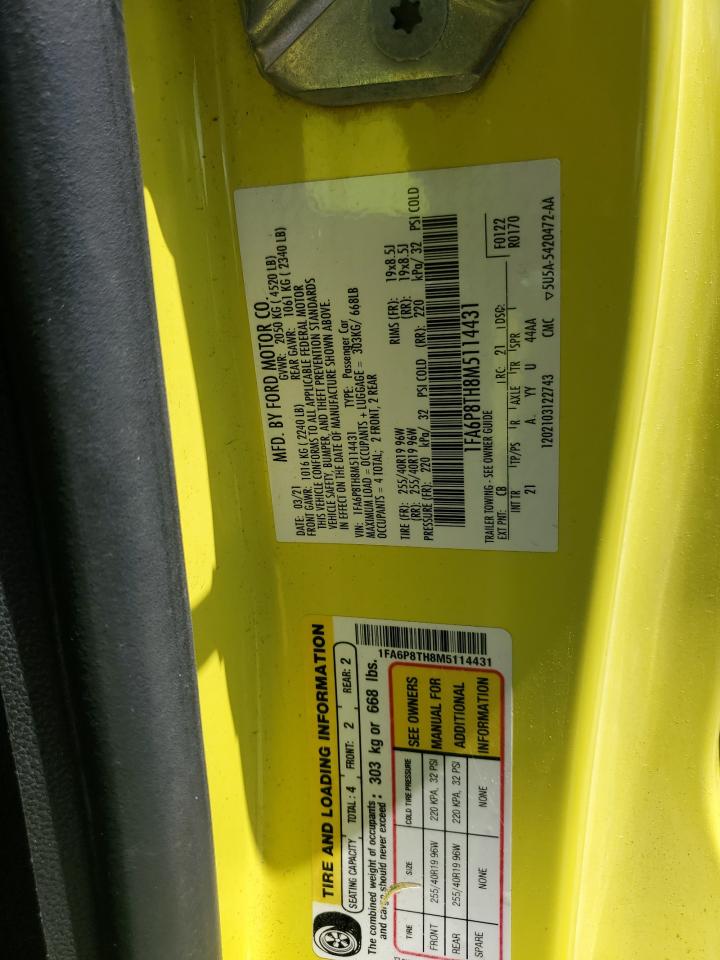 MFD. BY FORD MOTOR CO.
DATE: 03/21 GVWR: 2050 KG ( 4520 LB)
FRONT GAWR: 1016 KG ( 2240 LB) REAR GAWR: 1061 KG ( 2340 LB)
THIS VEHICLE CONFORMS TO ALL APPLICABLE FEDERAL MOTOR
VEHICLE SAFETY, BUMPER, AND THEFT PREVENTION STANDARDS
IN EFFECT ON THE DATE OF MANUFACTURE SHOWN ABOVE.
VIN: 1FA6P8TH8M5114431 TYPE: Passenger Car
MAXIMUM LOAD = OCCUPANTS + LUGGAGE = 303KG/ 668LB
OCCUPANTS = 4 TOTAL; 2 FRONT, 2 REAR
TIRE (FR): 255/40R19 96W RIMS (FR): 19x8.5J
(RR): 255/40R19 96W (RR): 19x8.5J
PRESSURE (FR): 220 kPa/ 32 PSI COLD (RR): 220 kPa/ 32 PSI COLD
1FA6P8TH8M5114431
TRAILER TOWING - SEE OWNER GUIDE F0122
EXT PNT: C8 RC: 21 DSO: R0170
INT TR TP/PS R AXLE TR SPR
21 A YY U 44AA
1202103122743 CMC ▽5U5A-5420472-AA
TIRE AND LOADING INFORMATION
SEATING CAPACITY TOTAL : 4 FRONT: 2 REAR: 2
The combined weight of occupants
and cargo should never exceed : 303 kg or 668 lbs.
1FA6P8TH8M5114431
TIRE SIZE COLD TIRE PRESSURE SEE OWNERS
FRONT 255/40R19 96W 220 KPA, 32 PSI MANUAL FOR
REAR 255/40R19 96W 220 KPA, 32 PSI ADDITIONAL
SPARE NONE NONE INFORMATION